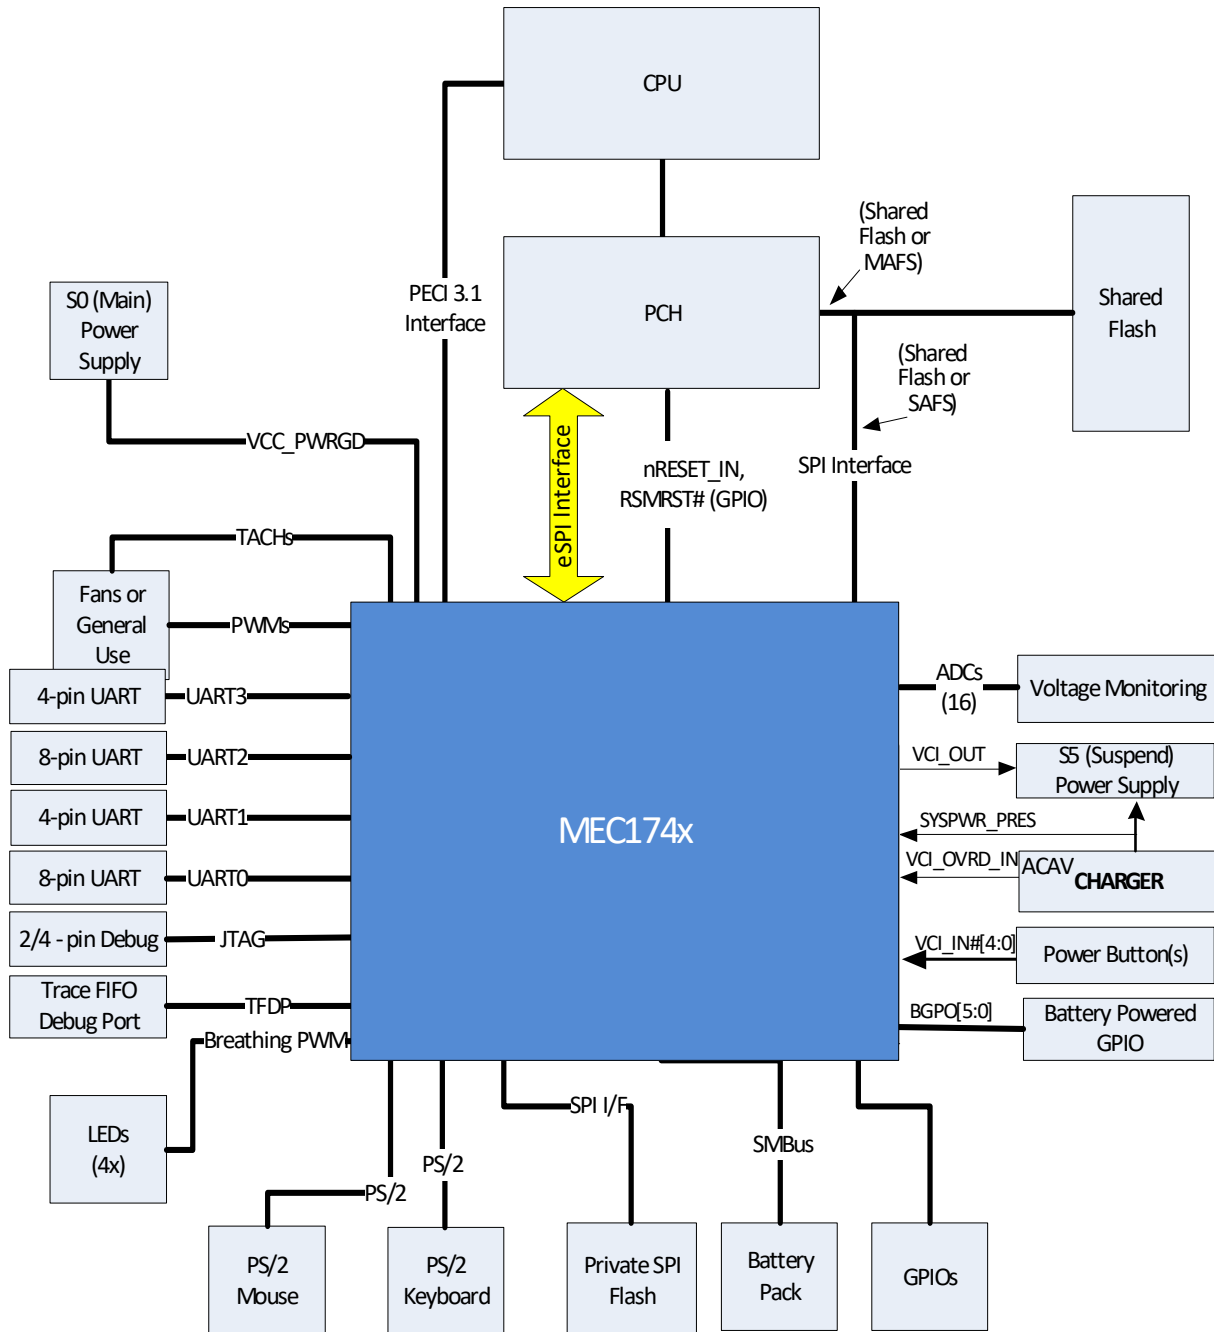 CPU
(Shared
Flash or
MAFS)
S0 (Main)
Power
Supply
PECI 3.1
Interface
PCH
Shared
Flash
(Shared
Flash or
SAFS)
VCC_PWRGD
eSPI Interface
nRESET_IN,
RSMRST# (GPIO)
SPI Interface
TACHs
Fans or
General
Use
PWMs
4-pin UART
UART3
ADCs
(16)
Voltage Monitoring
8-pin UART
UART2
VCI_OUT
S5 (Suspend)
Power Supply
4-pin UART
UART1
MEC174x
SYSPWR_PRES
8-pin UART
UART0
VCI_OVRD_IN
ACAV
CHARGER
2/4 - pin Debug
JTAG
VCI_IN#[4:0]
Power Button(s)
Trace FIFO
Debug Port
TFDP
BGPO[5:0]
Battery Powered
GPIO
Breathing PWM
LEDs
(4x)
SPI I/F
SMBus
PS/2
PS/2
PS/2
Mouse
PS/2
Keyboard
Private SPI
Flash
Battery
Pack
GPIOs